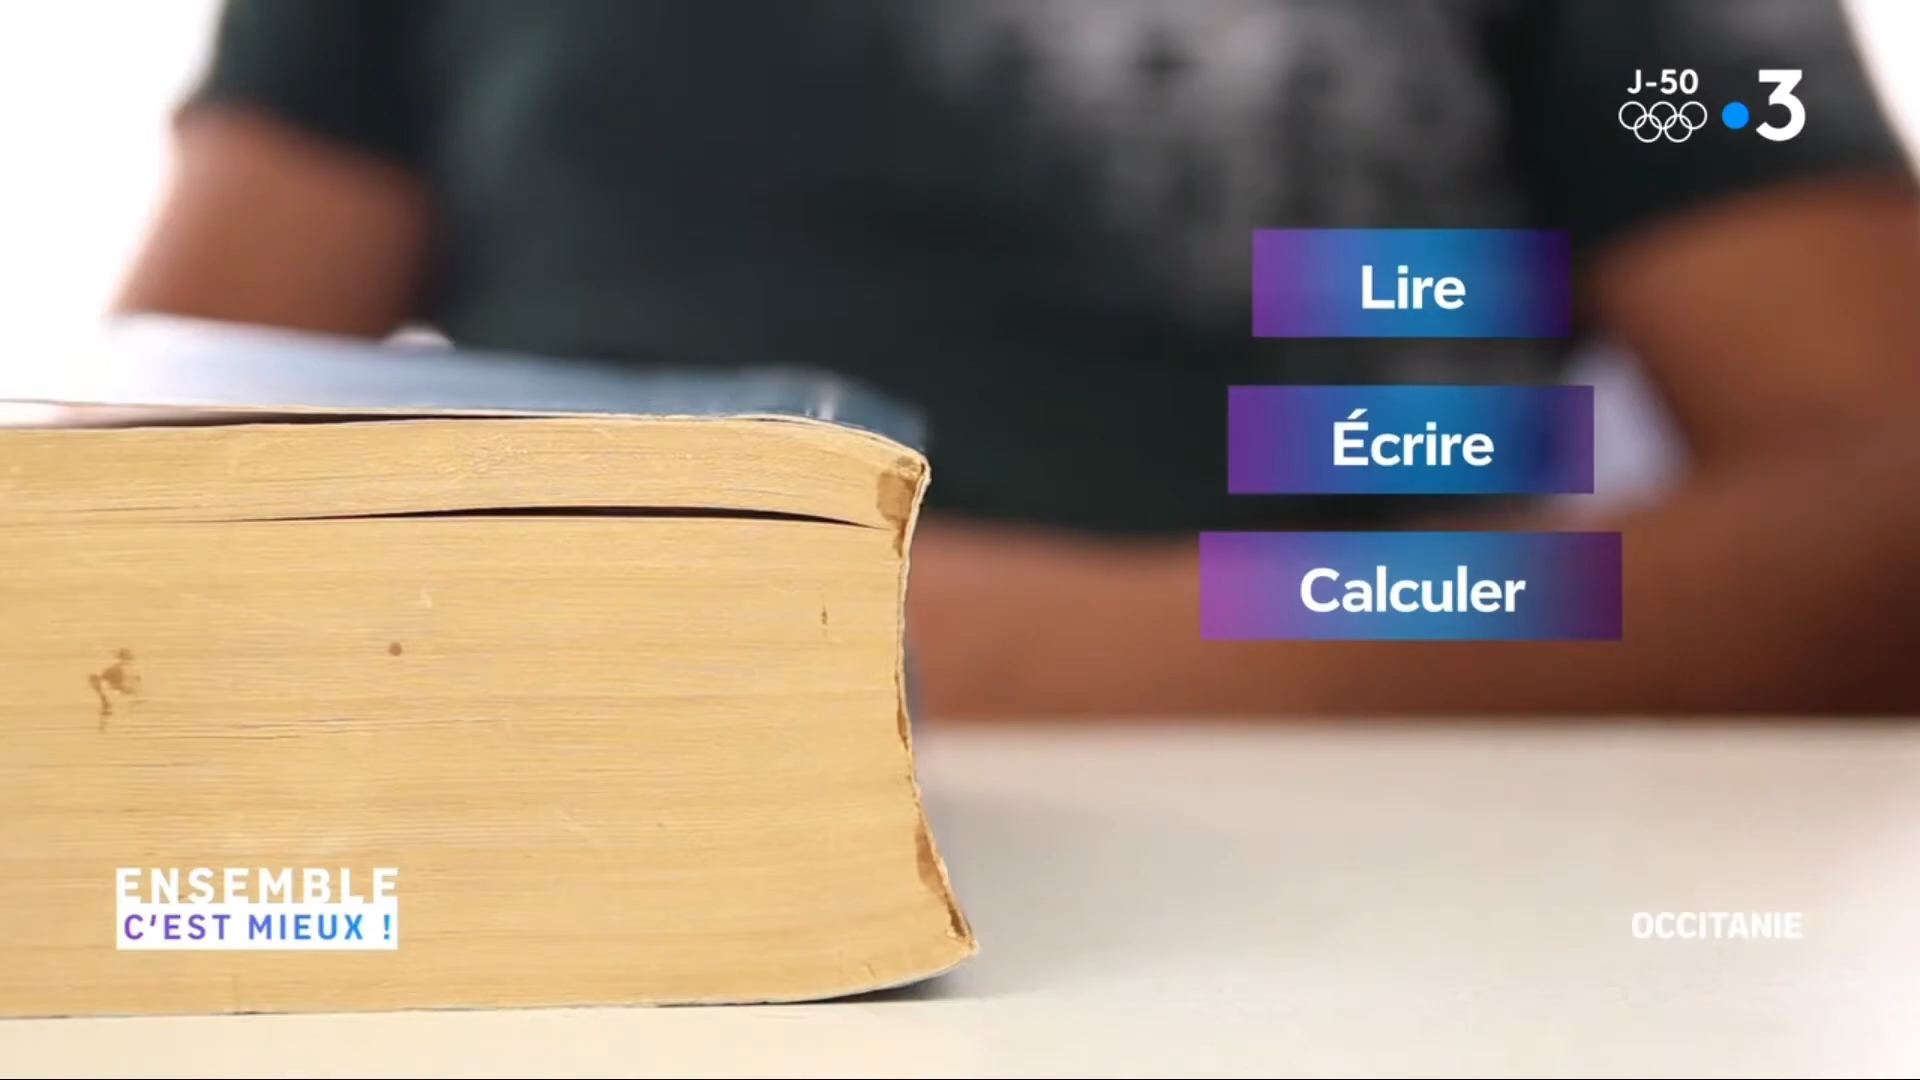 J-50
3
Lire
Écrire
Calculer
ENSEMBLE
C'EST MIEUX !
OCCITANIE